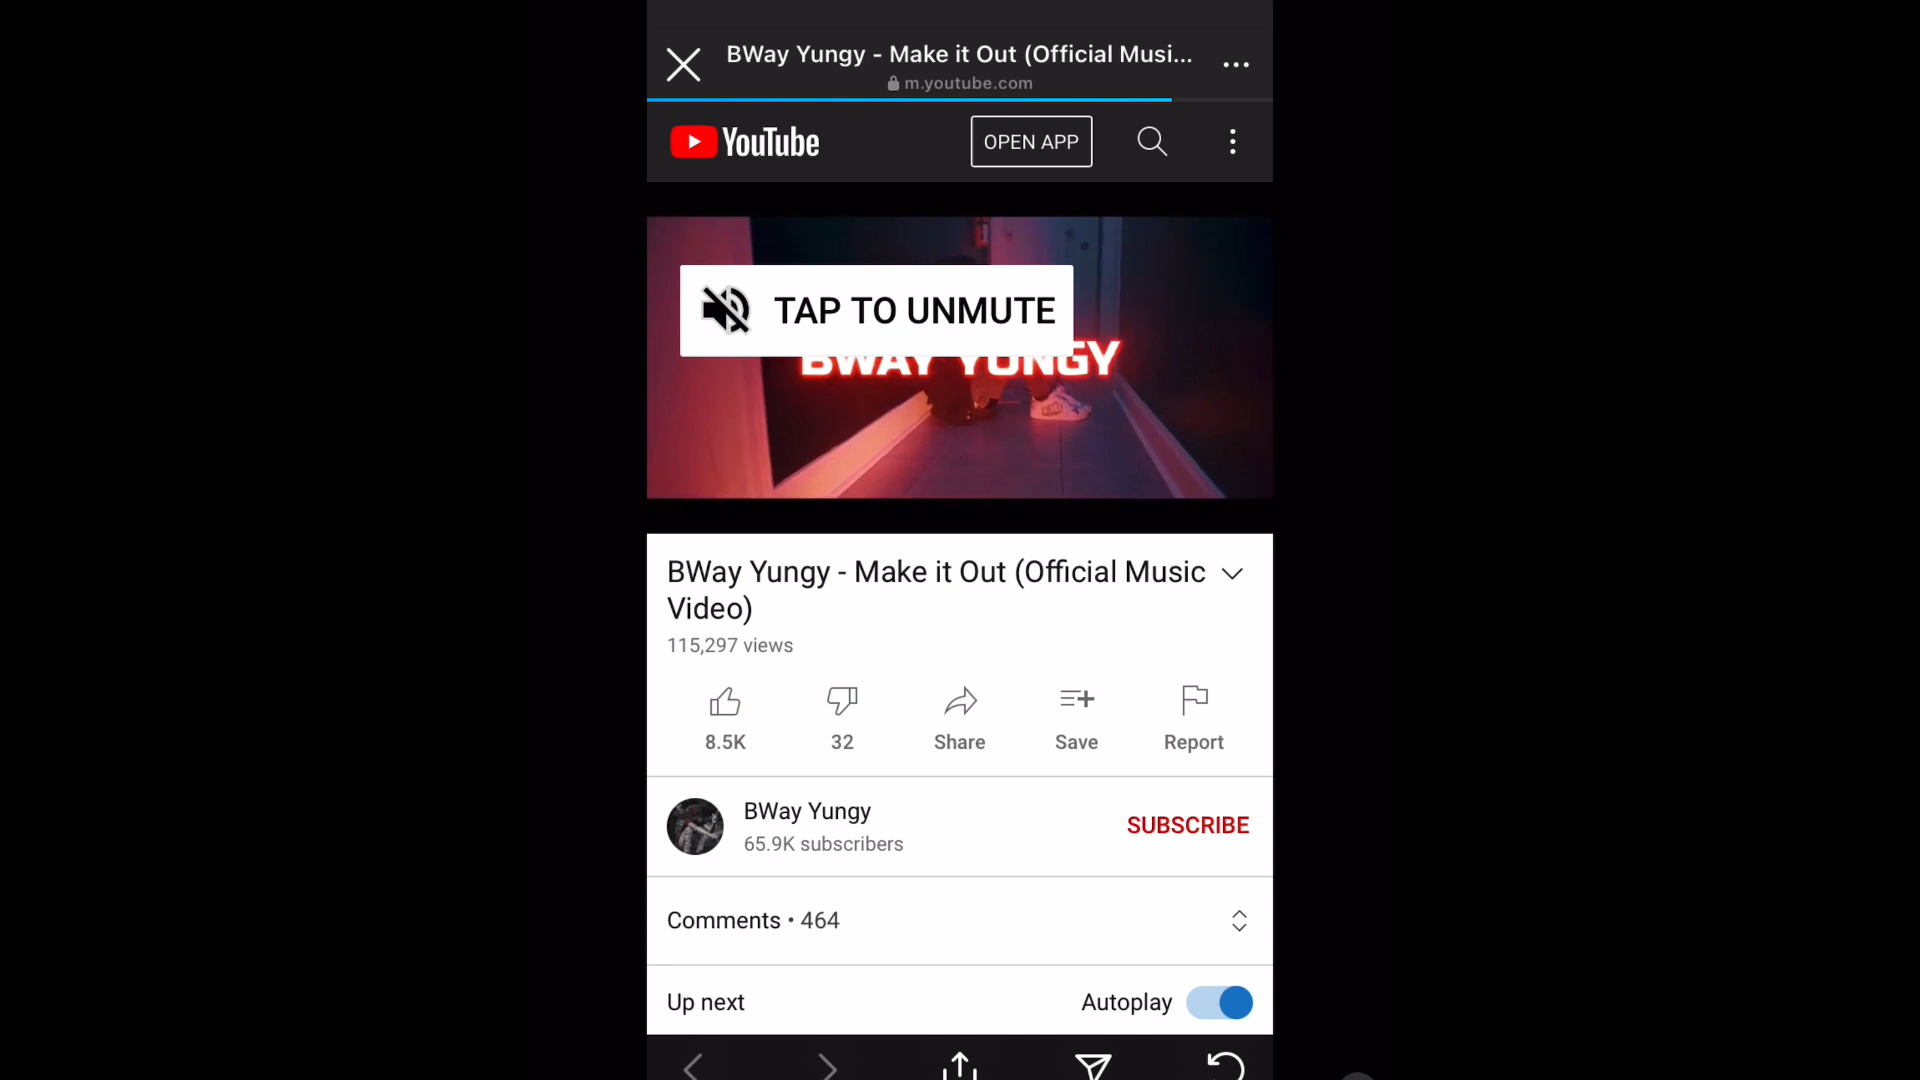 BWay Yungy - Make it Out (Official Musi...
m.youtube.com
YouTube
OPEN APP
TAP TO UNMUTE
BWAY YUNGY
BWay Yungy - Make it Out (Official Music
Video)
115,297 views
8.5K
32
Share
Save
Report
BWay Yungy
65.9K subscribers
SUBSCRIBE
Comments • 464
Up next
Autoplay